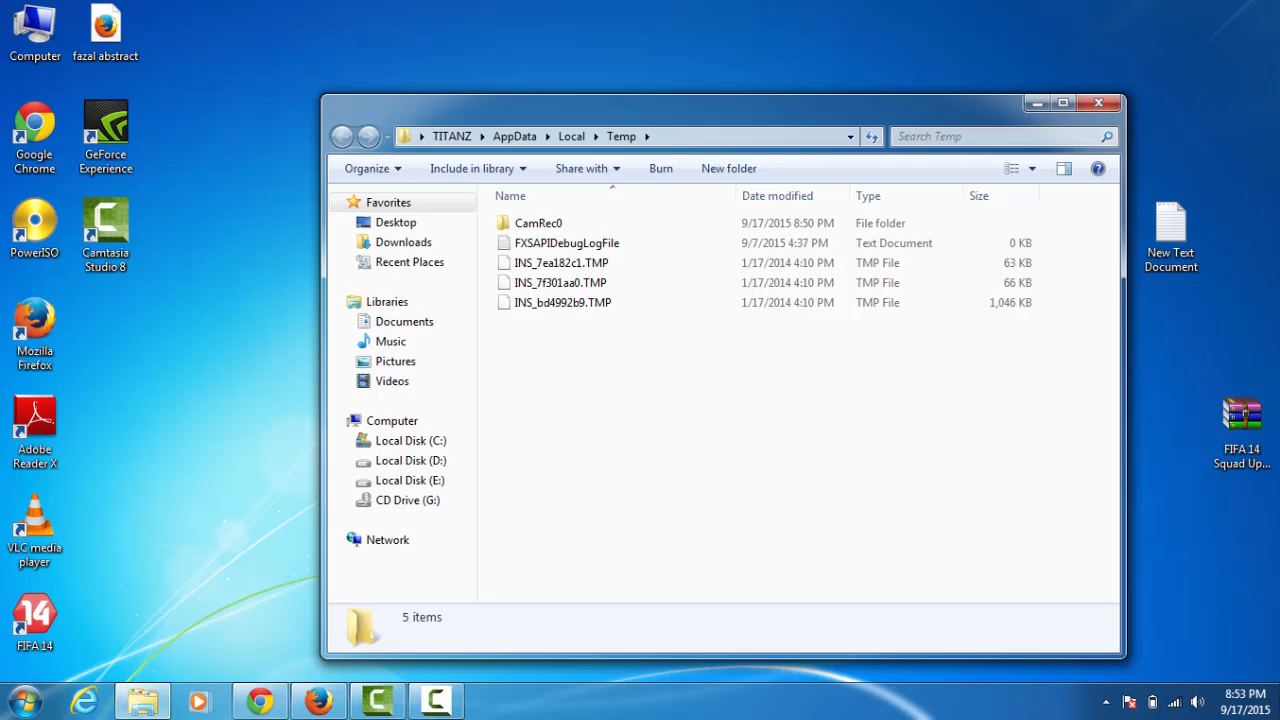 Computer
fazal abstract
Google
Chrome
GeForce
Experience
PowerISO
Camtasia
Studio 8
Mozilla
Firefox
Adobe
Reader X
VLC media
player
14
FIFA 14
TITANZ AppData Local Temp
Search Temp
Organize Include in library Share with Burn New folder
Favorites
Desktop
Downloads
Recent Places
Libraries
Documents
Music
Pictures
Videos
Computer
Local Disk (C:)
Local Disk (D:)
Local Disk (E:)
CD Drive (G:)
Network
Name Date modified Type Size
CamRec0 9/17/2015 8:50 PM File folder
FXSAPIDebugLogFile 9/7/2015 4:37 PM Text Document 0 KB
INS_7ea182c1.TMP 1/17/2014 4:10 PM TMP File 63 KB
INS_7f301aa0.TMP 1/17/2014 4:10 PM TMP File 66 KB
INS_bd4992b9.TMP 1/17/2014 4:10 PM TMP File 1,046 KB
5 items
New Text
Document
FIFA 14
Squad Up...
8:53 PM
9/17/2015